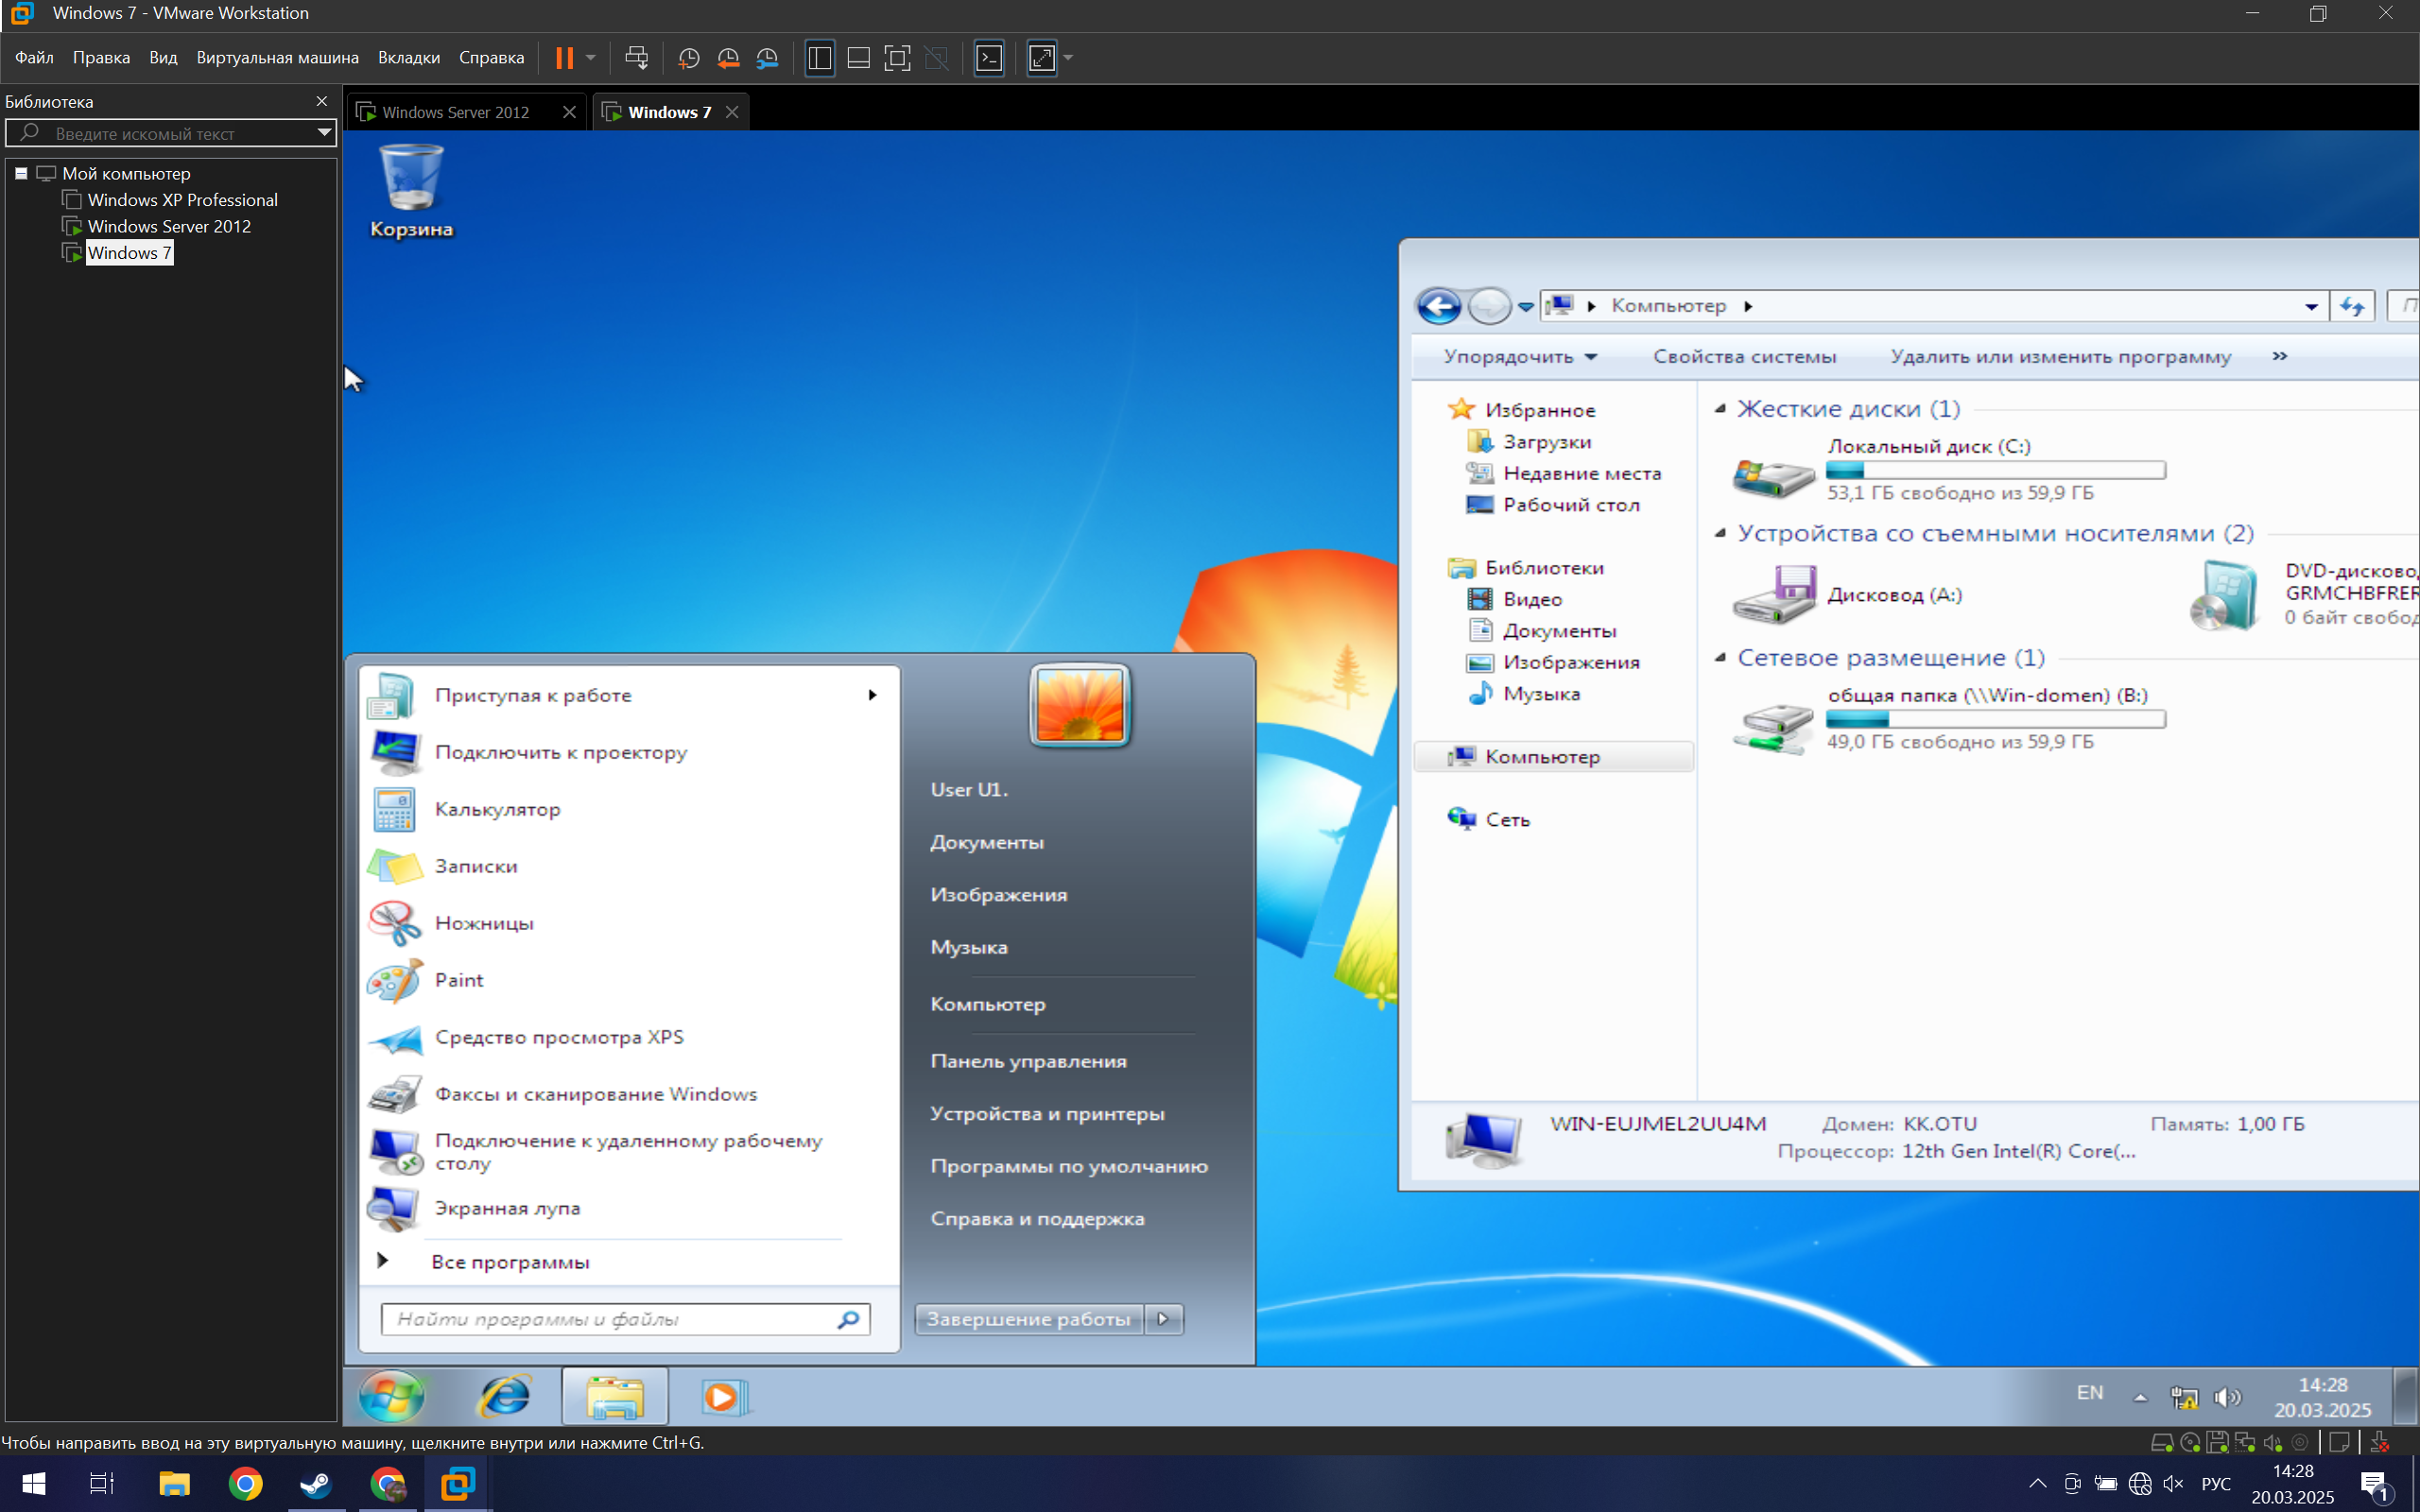 Windows 7 - VMware Workstation
Файл Правка Вид Виртуальная машина Вкладки Справка
Библиотека
Введите искомый текст
Мой компьютер
Windows XP Professional
Windows Server 2012
Windows 7
Windows Server 2012
Windows 7
Корзина
Компьютер
Упорядочить Свойства системы Удалить или изменить программу »
Избранное
Загрузки
Недавние места
Рабочий стол
Библиотеки
Видео
Документы
Изображения
Музыка
Компьютер
Сеть
Жесткие диски (1)
Локальный диск (C:)
53,1 ГБ свободно из 59,9 ГБ
Устройства со съемными носителями (2)
Дисковод (A:)
DVD-дисково
GRMCHBFRER
0 байт свобод
Сетевое размещение (1)
общая папка (\\Win-domen) (B:)
49,0 ГБ свободно из 59,9 ГБ
WIN-EUJMEL2UU4M Домен: KK.OTU Память: 1,00 ГБ
Процессор: 12th Gen Intel(R) Core(...
Приступая к работе
Подключить к проектору
Калькулятор
Записки
Ножницы
Paint
Средство просмотра XPS
Факсы и сканирование Windows
Подключение к удаленному рабочему
столу
Экранная лупа
Все программы
Найти программы и файлы
User U1.
Документы
Изображения
Музыка
Компьютер
Панель управления
Устройства и принтеры
Программы по умолчанию
Справка и поддержка
Завершение работы
EN
14:28
20.03.2025
Чтобы направить ввод на эту виртуальную машину, щелкните внутри или нажмите Ctrl+G.
РУС
14:28
20.03.2025
1